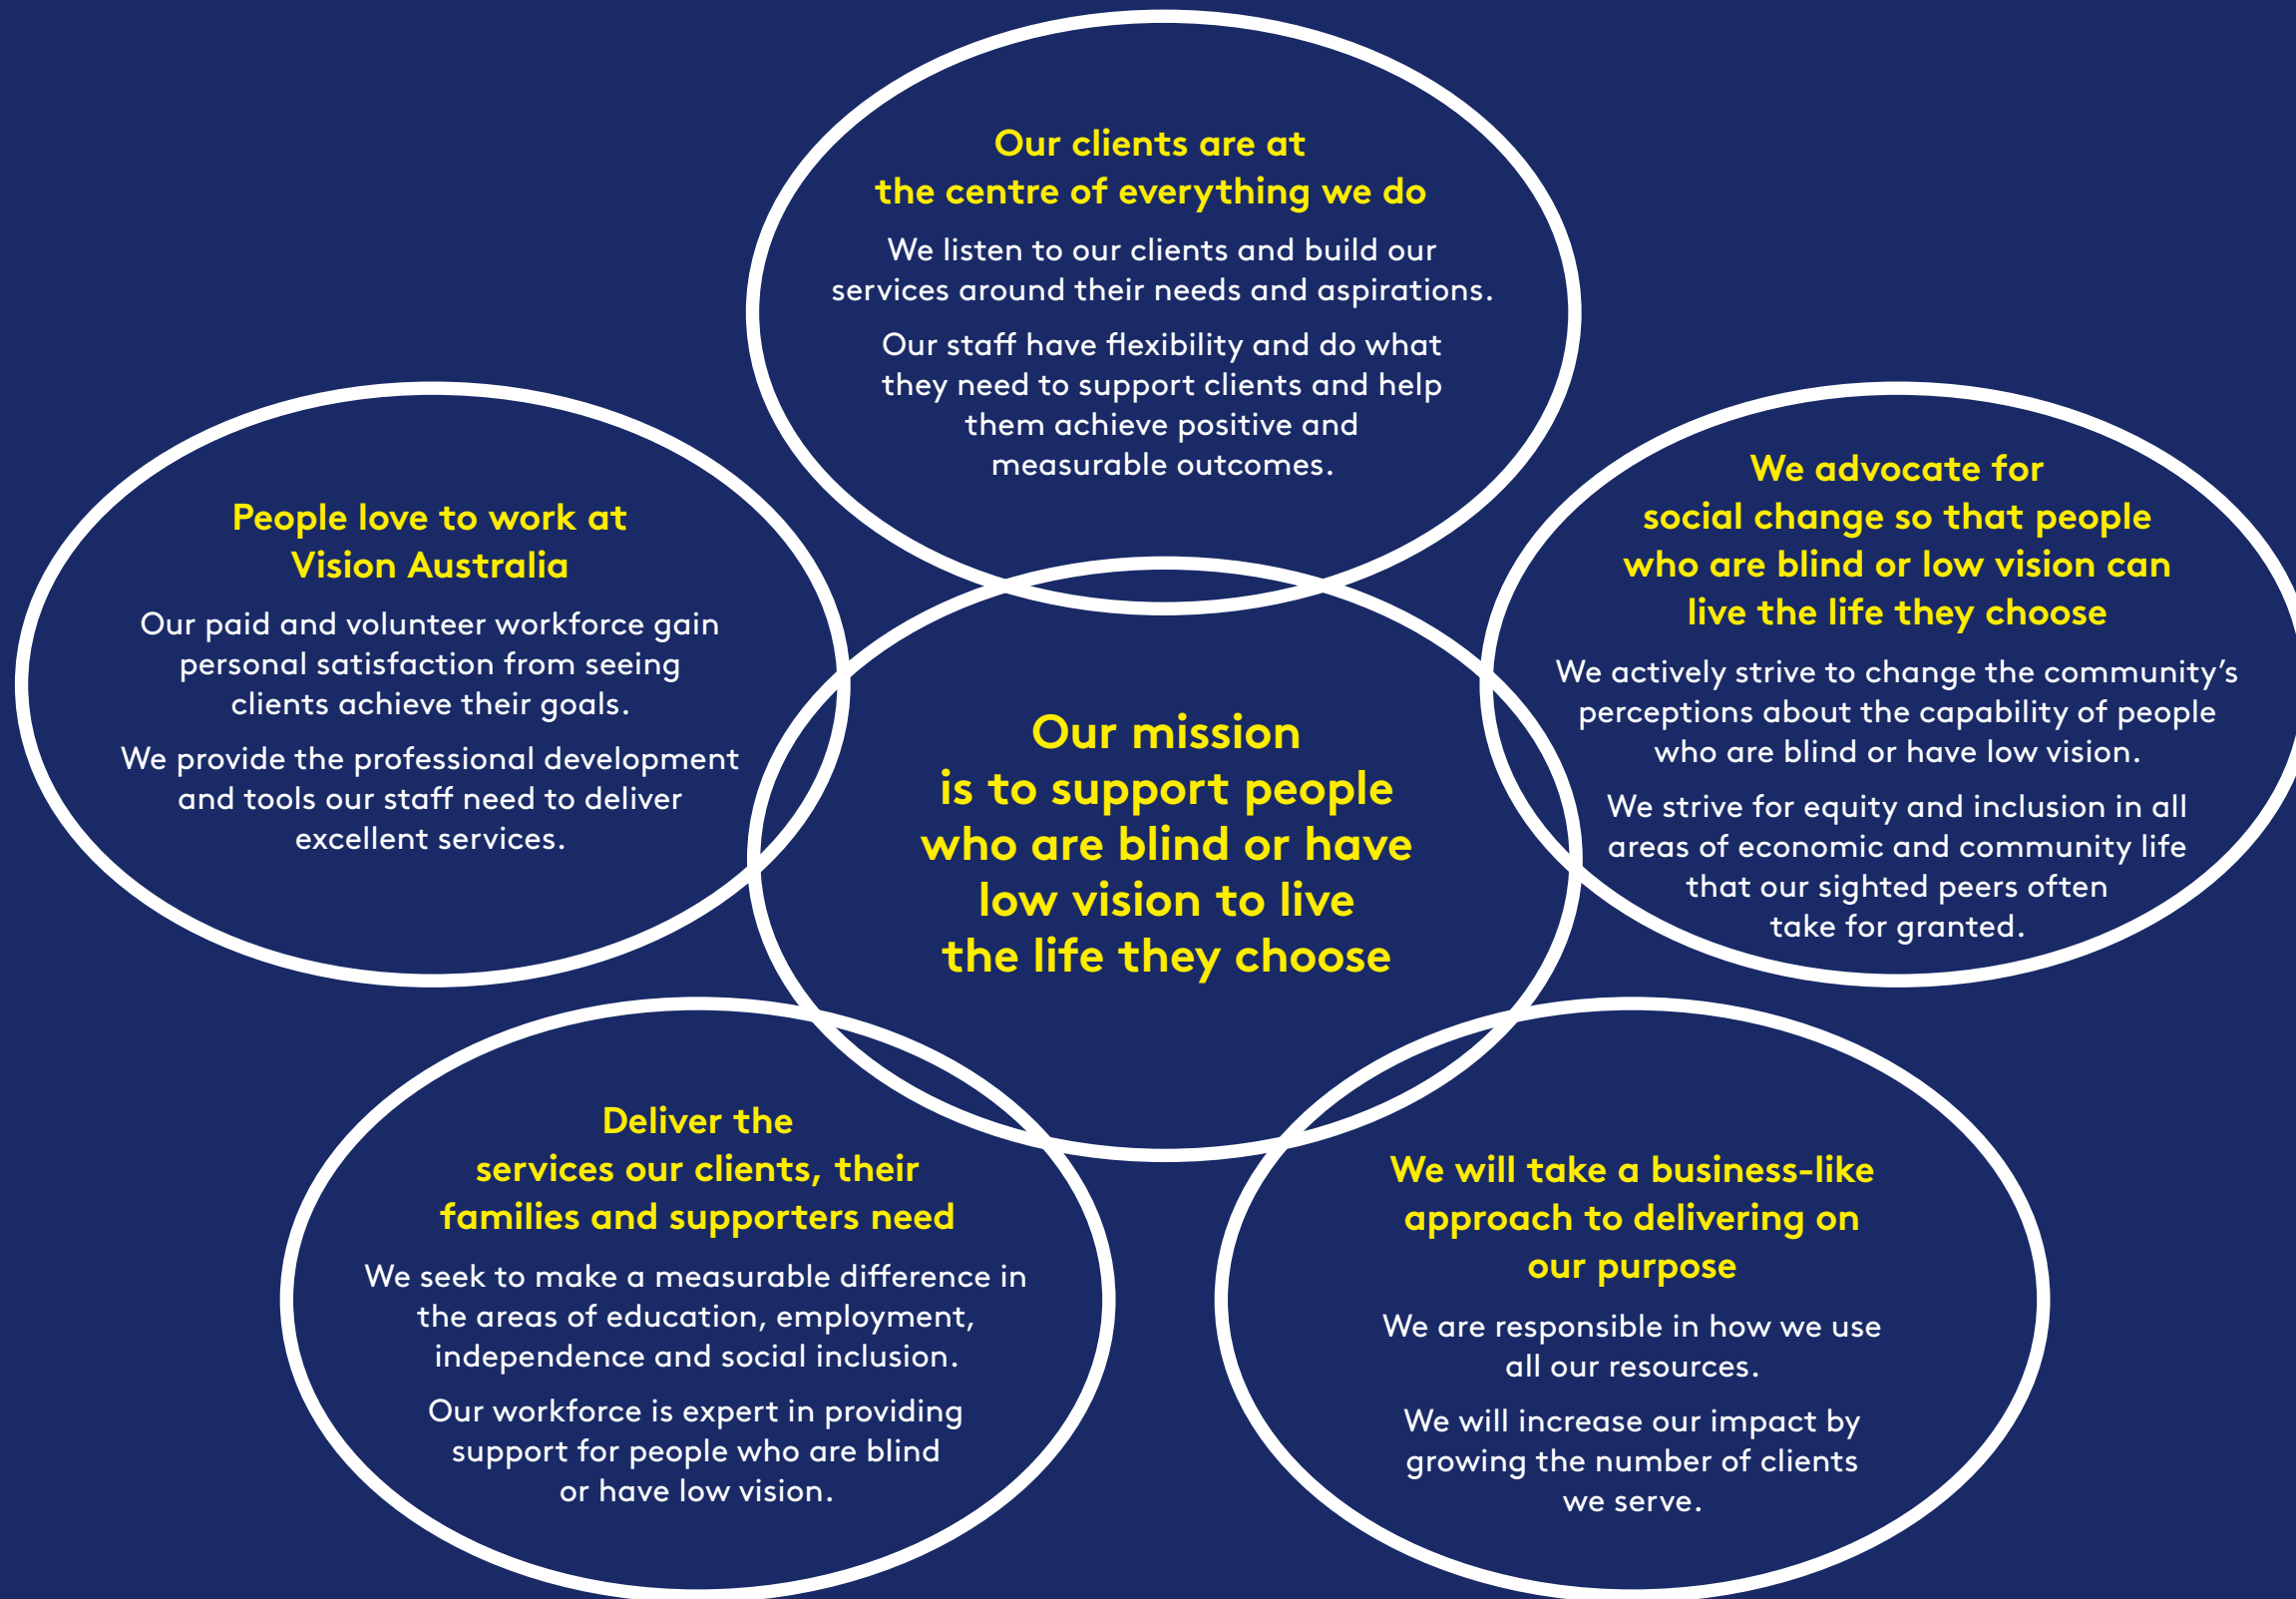 Our clients are at
the centre of everything we do
We listen to our clients and build our
services around their needs and aspirations.
Our staff have flexibility and do what
they need to support clients and help
them achieve positive and
measurable outcomes.
People love to work at
Vision Australia
Our paid and volunteer workforce gain
personal satisfaction from seeing
clients achieve their goals.
We provide the professional development
and tools our staff need to deliver
excellent services.
We advocate for
social change so that people
who are blind or low vision can
live the life they choose
We actively strive to change the community’s
perceptions about the capability of people
who are blind or have low vision.
We strive for equity and inclusion in all
areas of economic and community life
that our sighted peers often
take for granted.
Our mission
is to support people
who are blind or have
low vision to live
the life they choose
Deliver the
services our clients, their
families and supporters need
We seek to make a measurable difference in
the areas of education, employment,
independence and social inclusion.
Our workforce is expert in providing
support for people who are blind
or have low vision.
We will take a business-like
approach to delivering on
our purpose
We are responsible in how we use
all our resources.
We will increase our impact by
growing the number of clients
we serve.